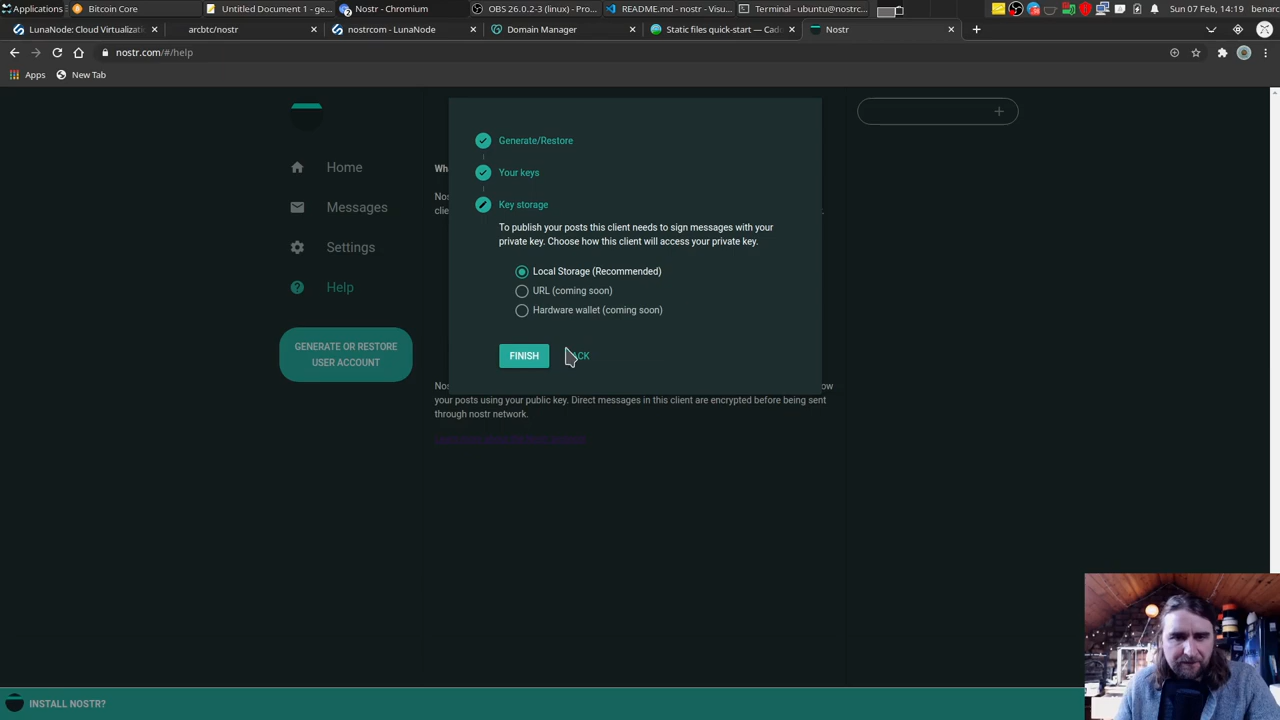 Applications
Bitcoin Core
Untitled Document 1 - ge...
Nostr - Chromium
OBS 26.0.2-3 (linux) - Pro...
README.md - nostr - Visu...
Terminal - ubuntu@nostrc...
Sun 07 Feb, 14:19
benarc
LunaNode: Cloud Virtualizati
arcbtc/nostr
nostrcom - LunaNode
Domain Manager
Static files quick-start — Cad
Nostr
nostr.com/#/help
Apps
New Tab
Generate/Restore
Your keys
Key storage
To publish your posts this client needs to sign messages with your
private key. Choose how this client will access your private key.
Local Storage (Recommended)
URL (coming soon)
Hardware wallet (coming soon)
FINISH
Home
Messages
Settings
Help
GENERATE OR RESTORE
USER ACCOUNT
Wh
Nos
clie
Nos
ow
your posts using your public key. Direct messages in this client are encrypted before being sent
through nostr network.
INSTALL NOSTR?